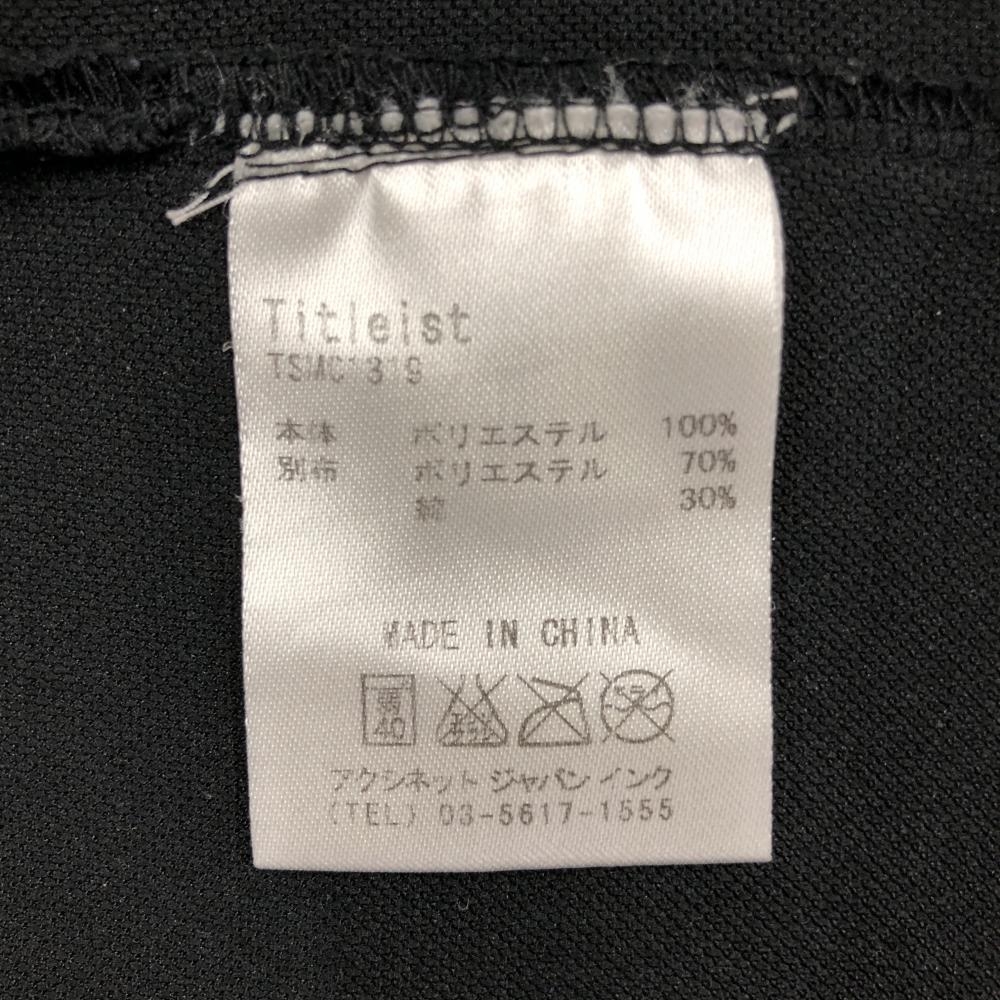 Titleist
本体 ポリエステル 100%
別布 ポリエステル 70%
綿 30%
MADE IN CHINA
弱 40
アクシネット ジャパン インク
(TEL) 03-5617-1555